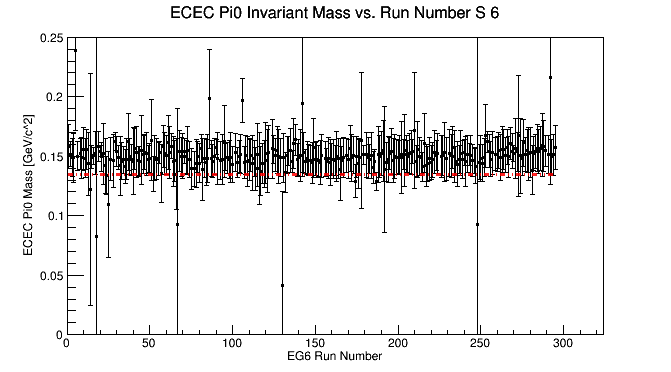 ECEC Pi0 Invariant Mass vs. Run Number S 6
ECEC Pi0 Mass [GeV/c^2]
0.25
0.2
0.15
0.1
0.05
0
0 50 100 150 200 250 300
EG6 Run Number